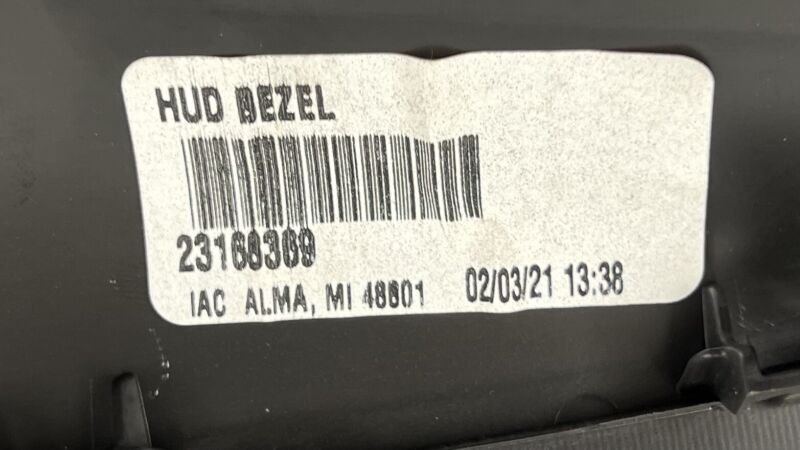 HUD BEZEL
23168369
IAC ALMA, MI 48801 02/03/21 13:38